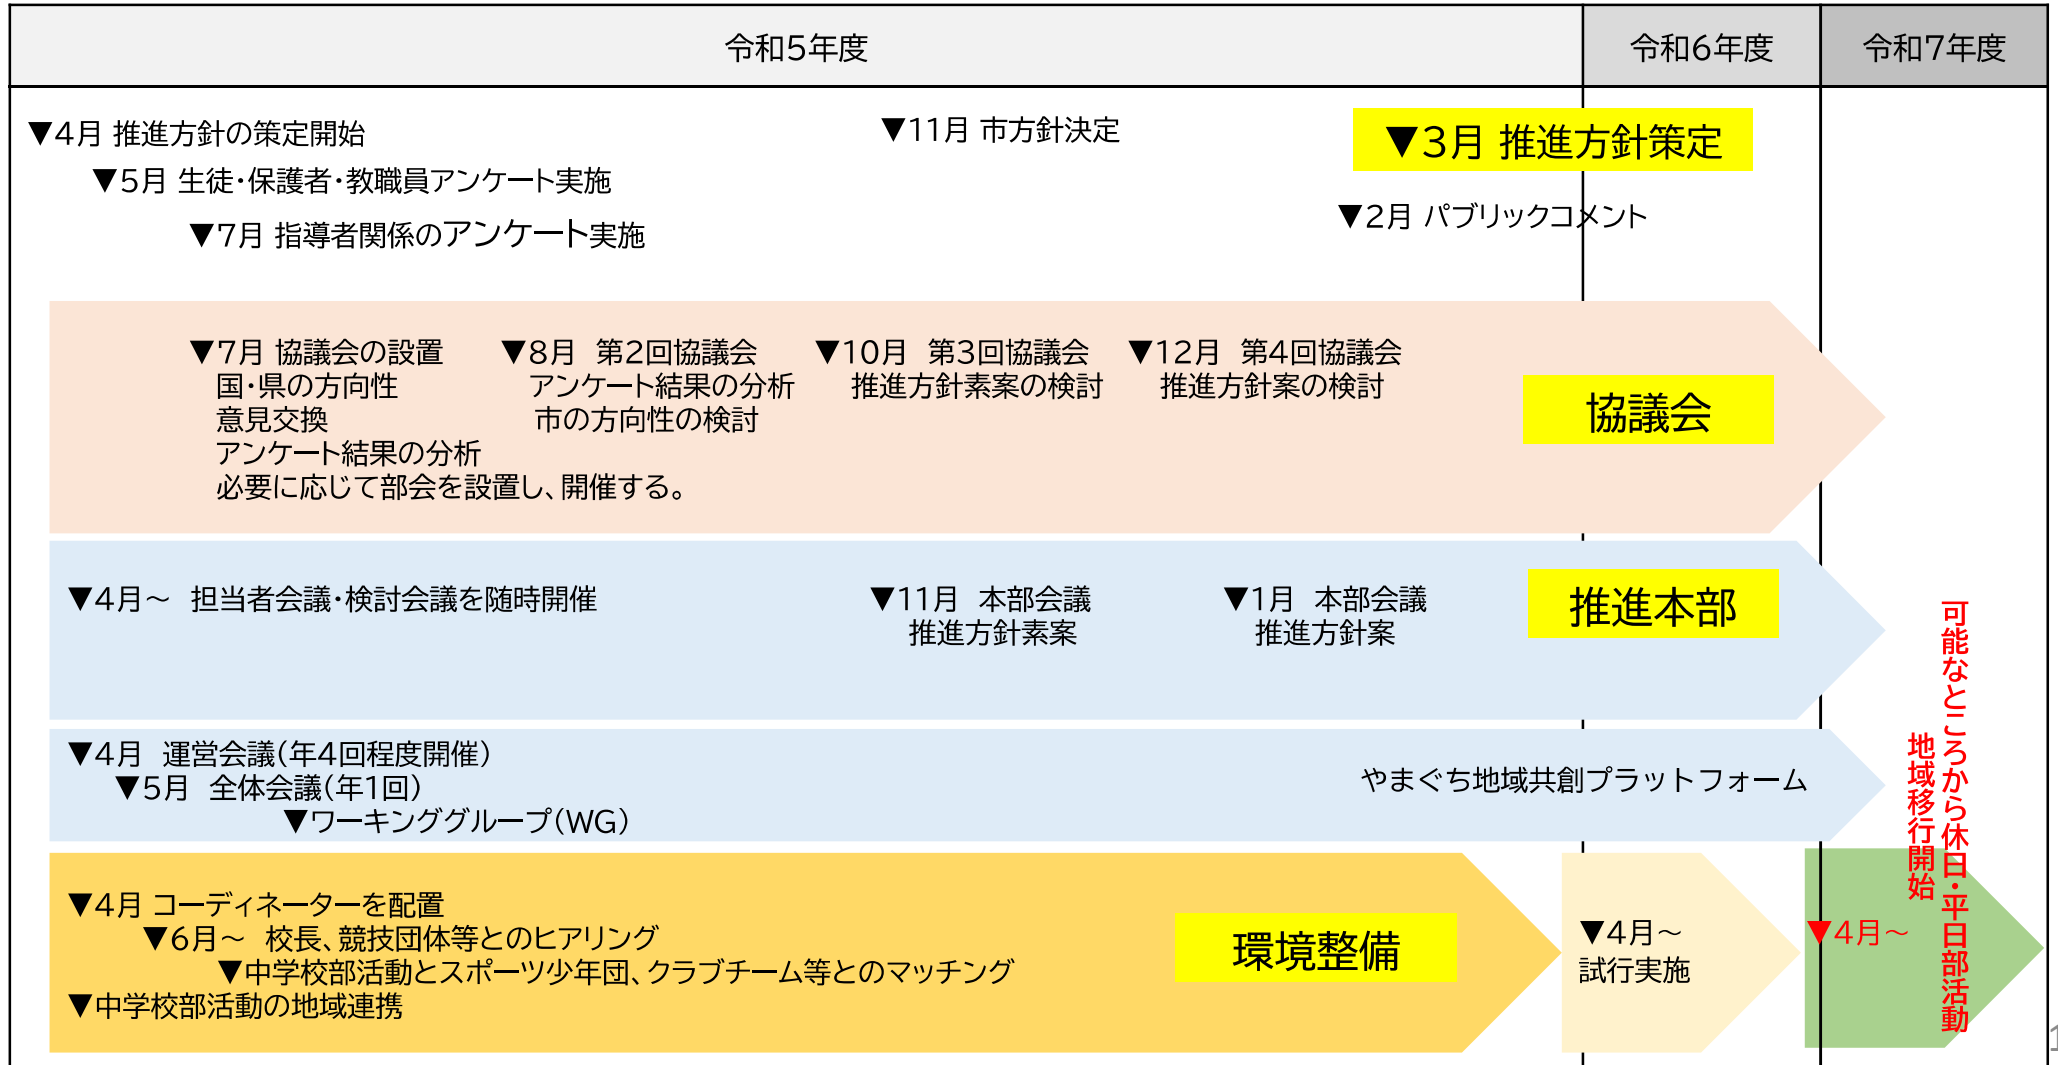 令和5年度
令和6年度
令和7年度
▼4月 推進方針の策定開始
▼5月 生徒・保護者・教職員アンケート実施
▼7月 指導者関係のアンケート実施
▼11月 市方針決定
▼3月 推進方針策定
▼2月 パブリックコメント
▼7月 協議会の設置
国・県の方向性
意見交換
アンケート結果の分析
必要に応じて部会を設置し、開催する。
▼8月　第2回協議会
アンケート結果の分析
市の方向性の検討
▼10月　第3回協議会
推進方針素案の検討
▼12月　第4回協議会
推進方針案の検討
協議会
▼4月～　担当者会議・検討会議を随時開催
▼11月　本部会議
推進方針素案
▼1月　本部会議
推進方針案
推進本部
▼4月　運営会議（年4回程度開催）
▼5月　全体会議（年1回）
▼ワーキンググループ（WG）
やまぐち地域共創プラットフォーム
▼4月 コーディネーターを配置
▼6月～　校長、競技団体等とのヒアリング
▼中学校部活動とスポーツ少年団、クラブチーム等とのマッチング
▼中学校部活動の地域連携
環境整備
▼4月～
試行実施
▼4月～
可能なところから休日・平日部活動
地域移行開始
1